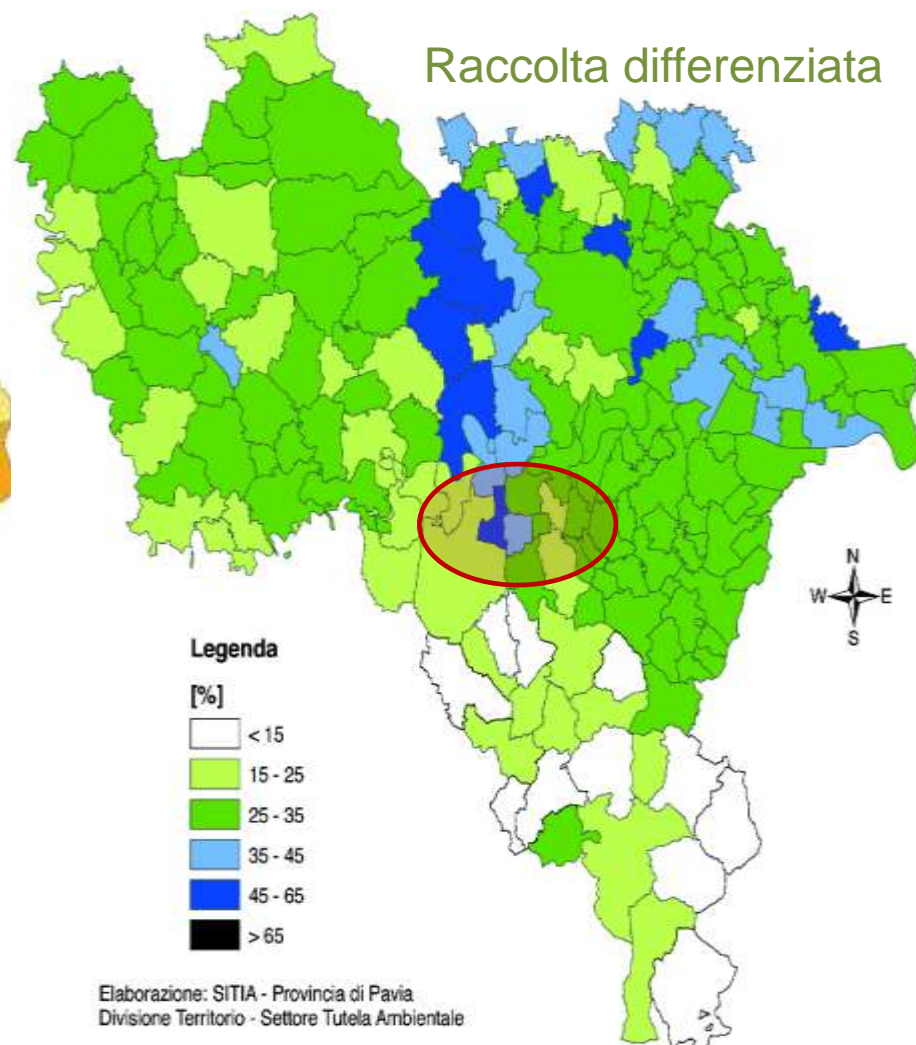 Raccolta differenziata
N
W E
S
Legenda
[%]
< 15
15 - 25
25 - 35
35 - 45
45 - 65
> 65
Elaborazione: SITIA - Provincia di Pavia
Divisione Territorio - Settore Tutela Ambientale